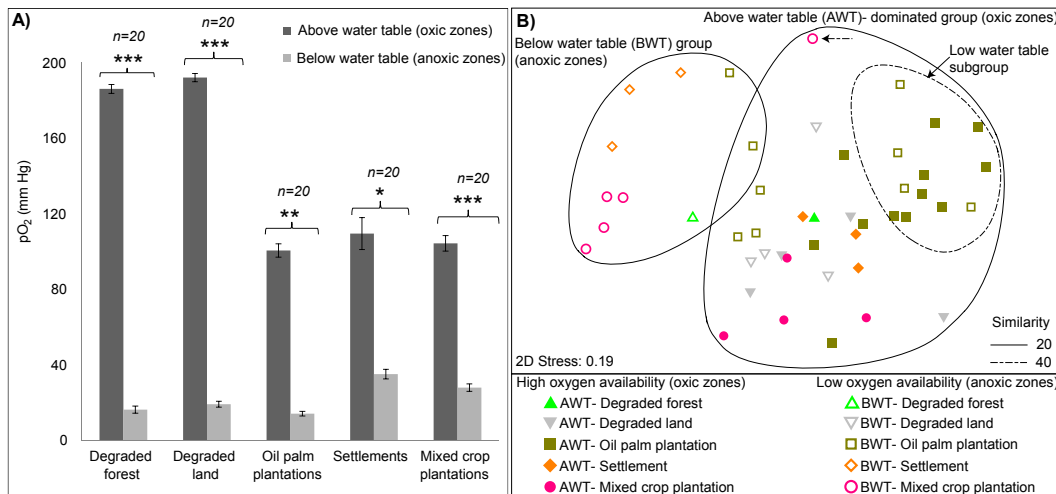 A)
n=20
***
n=20
***
n=20
**
n=20
*
n=20
***
Above water table (oxic zones)
Below water table (anoxic zones)
pO2 (mm Hg)
200
160
120
80
40
0
Degraded
forest
Degraded
land
Oil palm
plantations
Settlements
Mixed crop
plantations
B)
Above water table (AWT)- dominated group (oxic zones)
Below water table (BWT) group
(anoxic zones)
Low water table
subgroup
Similarity
20
40
2D Stress: 0.19
High oxygen availability (oxic zones)
AWT- Degraded forest
AWT- Degraded land
AWT- Oil palm plantation
AWT- Settlement
AWT- Mixed crop plantation
Low oxygen availability (anoxic zones)
BWT- Degraded forest
BWT- Degraded land
BWT- Oil palm plantation
BWT- Settlement
BWT- Mixed crop plantation